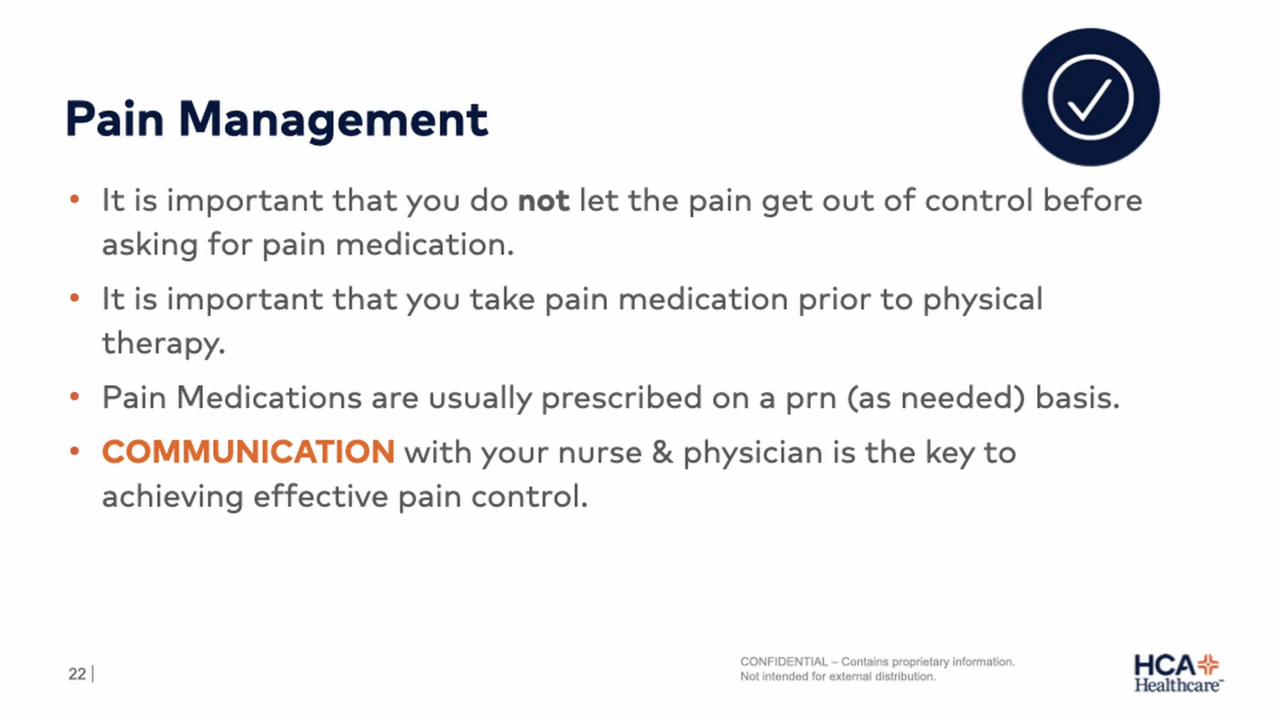 Pain Management
• It is important that you do not let the pain get out of control before
asking for pain medication.
• It is important that you take pain medication prior to physical
therapy.
• Pain Medications are usually prescribed on a prn (as needed) basis.
• COMMUNICATION with your nurse & physician is the key to
achieving effective pain control.
22 |
CONFIDENTIAL – Contains proprietary information.
Not intended for external distribution.
HCA
Healthcare™